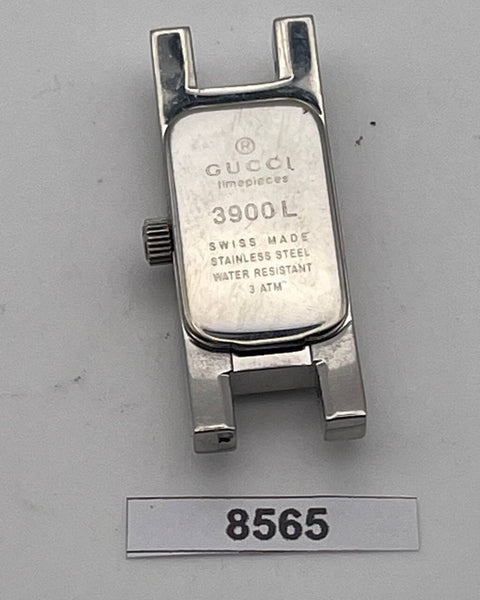 ®
GUCCI
timepieces
3900L
SWISS MADE
STAINLESS STEEL
WATER RESISTANT
3 ATM
8565